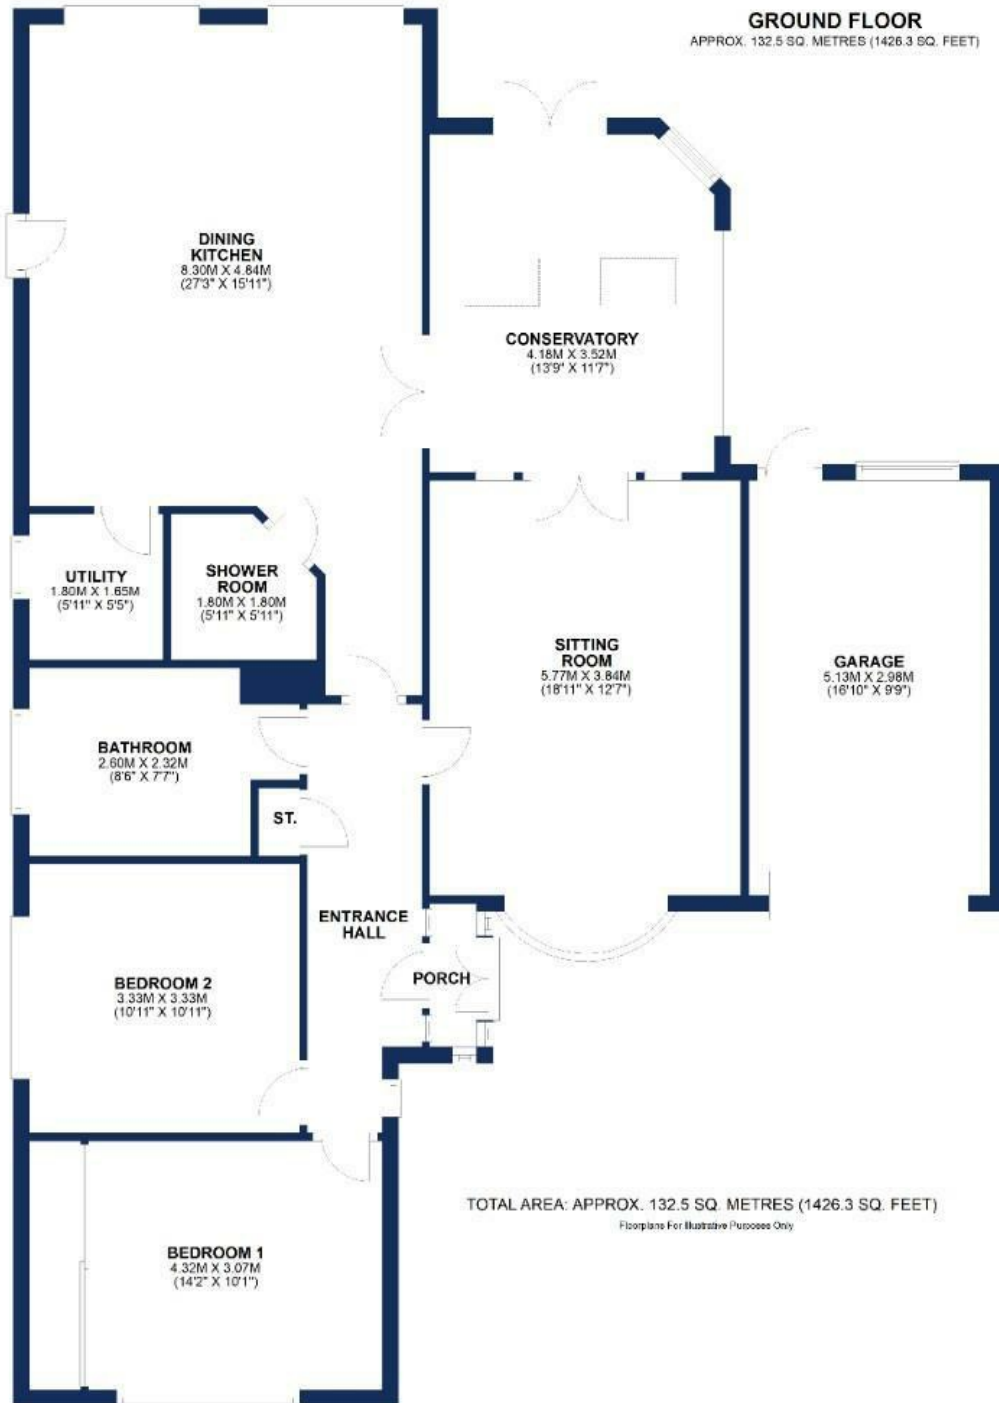 GROUND FLOOR
APPROX. 132.5 SQ. METRES (1426.3 SQ. FEET)
DINING
KITCHEN
8.30M X 4.84M
(27'3" X 15'11")
CONSERVATORY
4.18M X 3.52M
(13'9" X 11'7")
UTILITY
1.80M X 1.65M
(5'11" X 5'5")
SHOWER
ROOM
1.80M X 1.80M
(5'11" X 5'11")
SITTING
ROOM
5.77M X 3.84M
(18'11" X 12'7")
GARAGE
5.13M X 2.98M
(16'10" X 9'9")
BATHROOM
2.60M X 2.32M
(8'6" X 7'7")
ST.
ENTRANCE
HALL
PORCH
BEDROOM 2
3.33M X 3.33M
(10'11" X 10'11")
TOTAL AREA: APPROX. 132.5 SQ. METRES (1426.3 SQ. FEET)
Floorplans For Illustrative Purposes Only
BEDROOM 1
4.32M X 3.07M
(14'2" X 10'1")